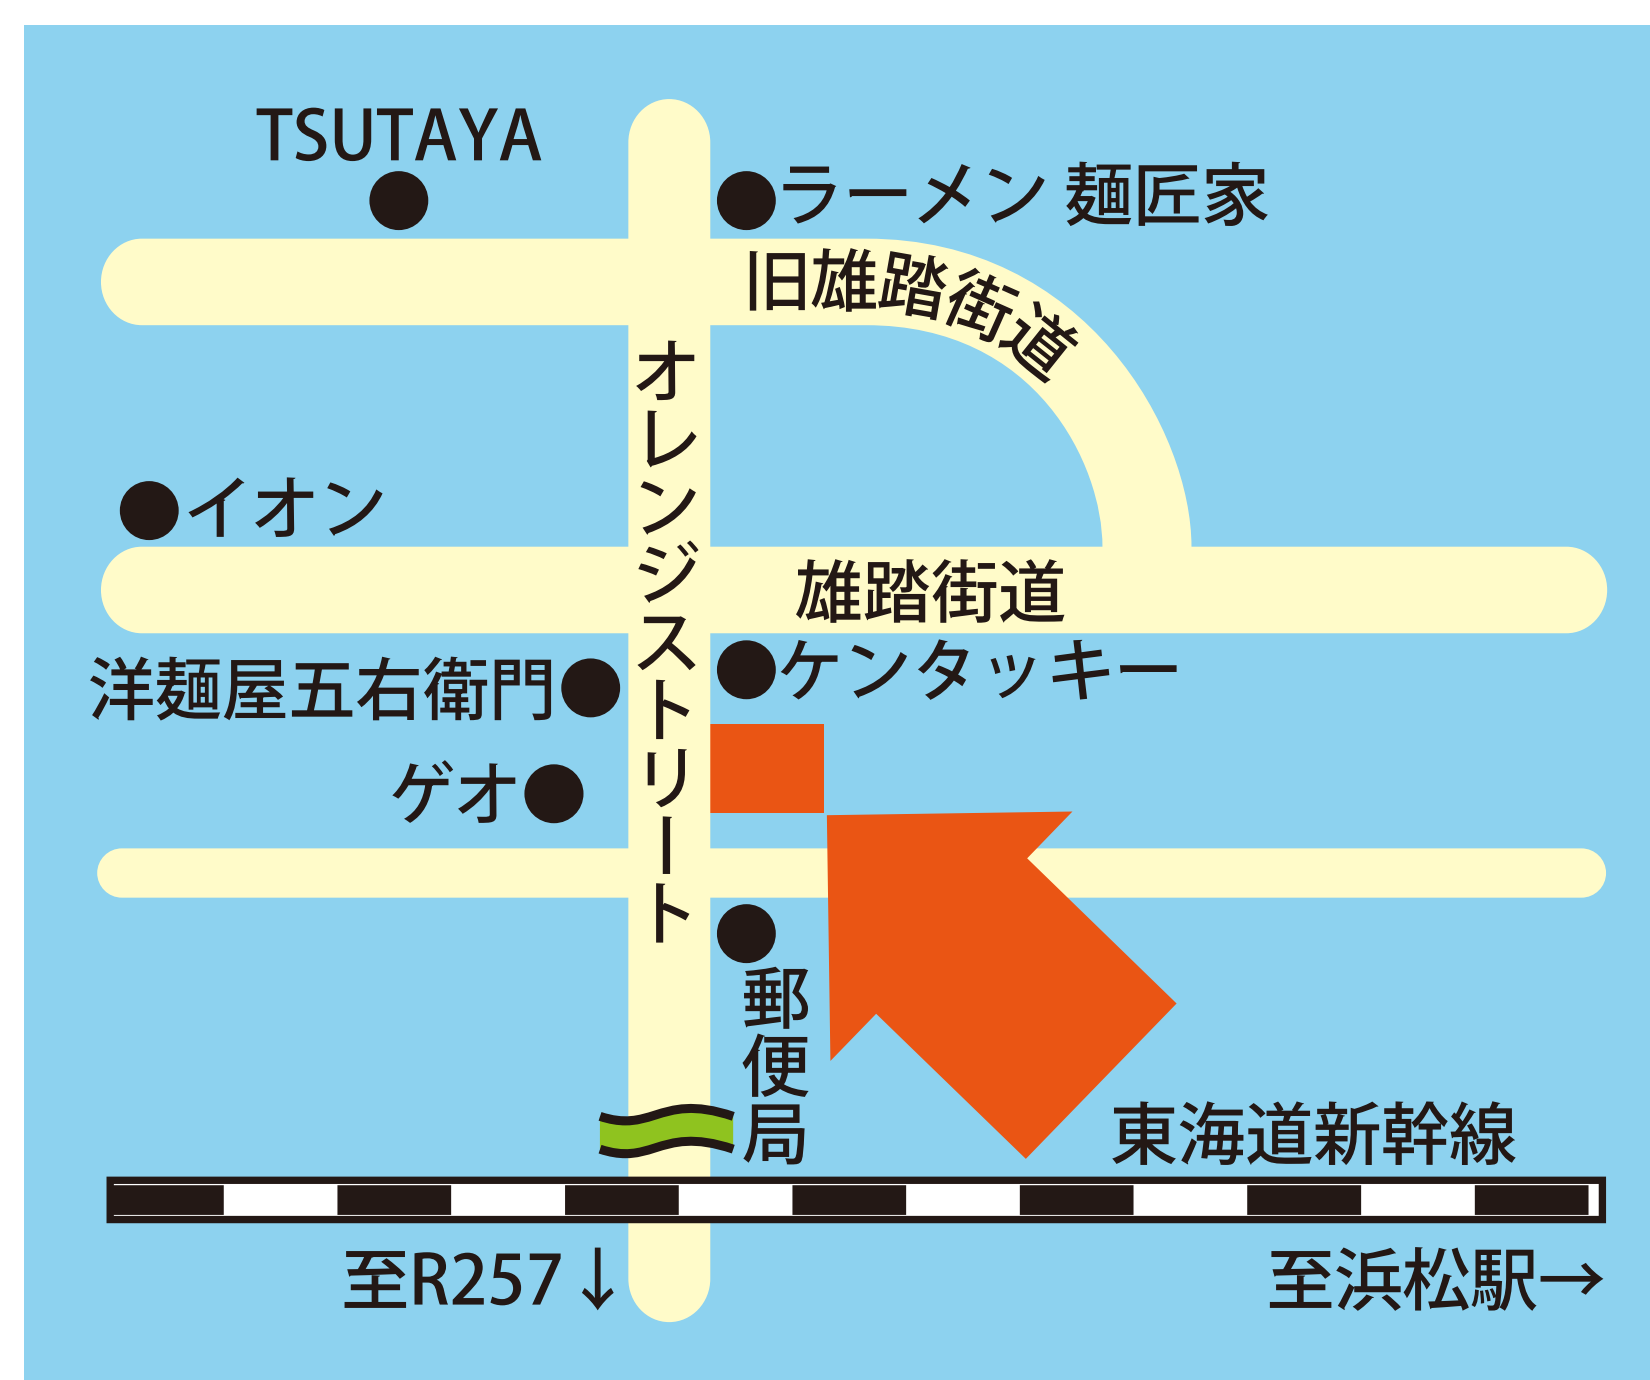 TSUTAYA
ラーメン 麺匠家
旧雄踏街道
オレンジストリート
イオン
雄踏街道
ケンタッキー
洋麺屋五右衛門
ゲオ
郵便局
東海道新幹線
至R257↓
至浜松駅→